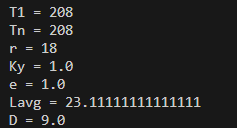 T1 = 208
Tn = 208
r = 18
Ky = 1.0
e = 1.0
Lavg = 23.11111111111111
D = 9.0